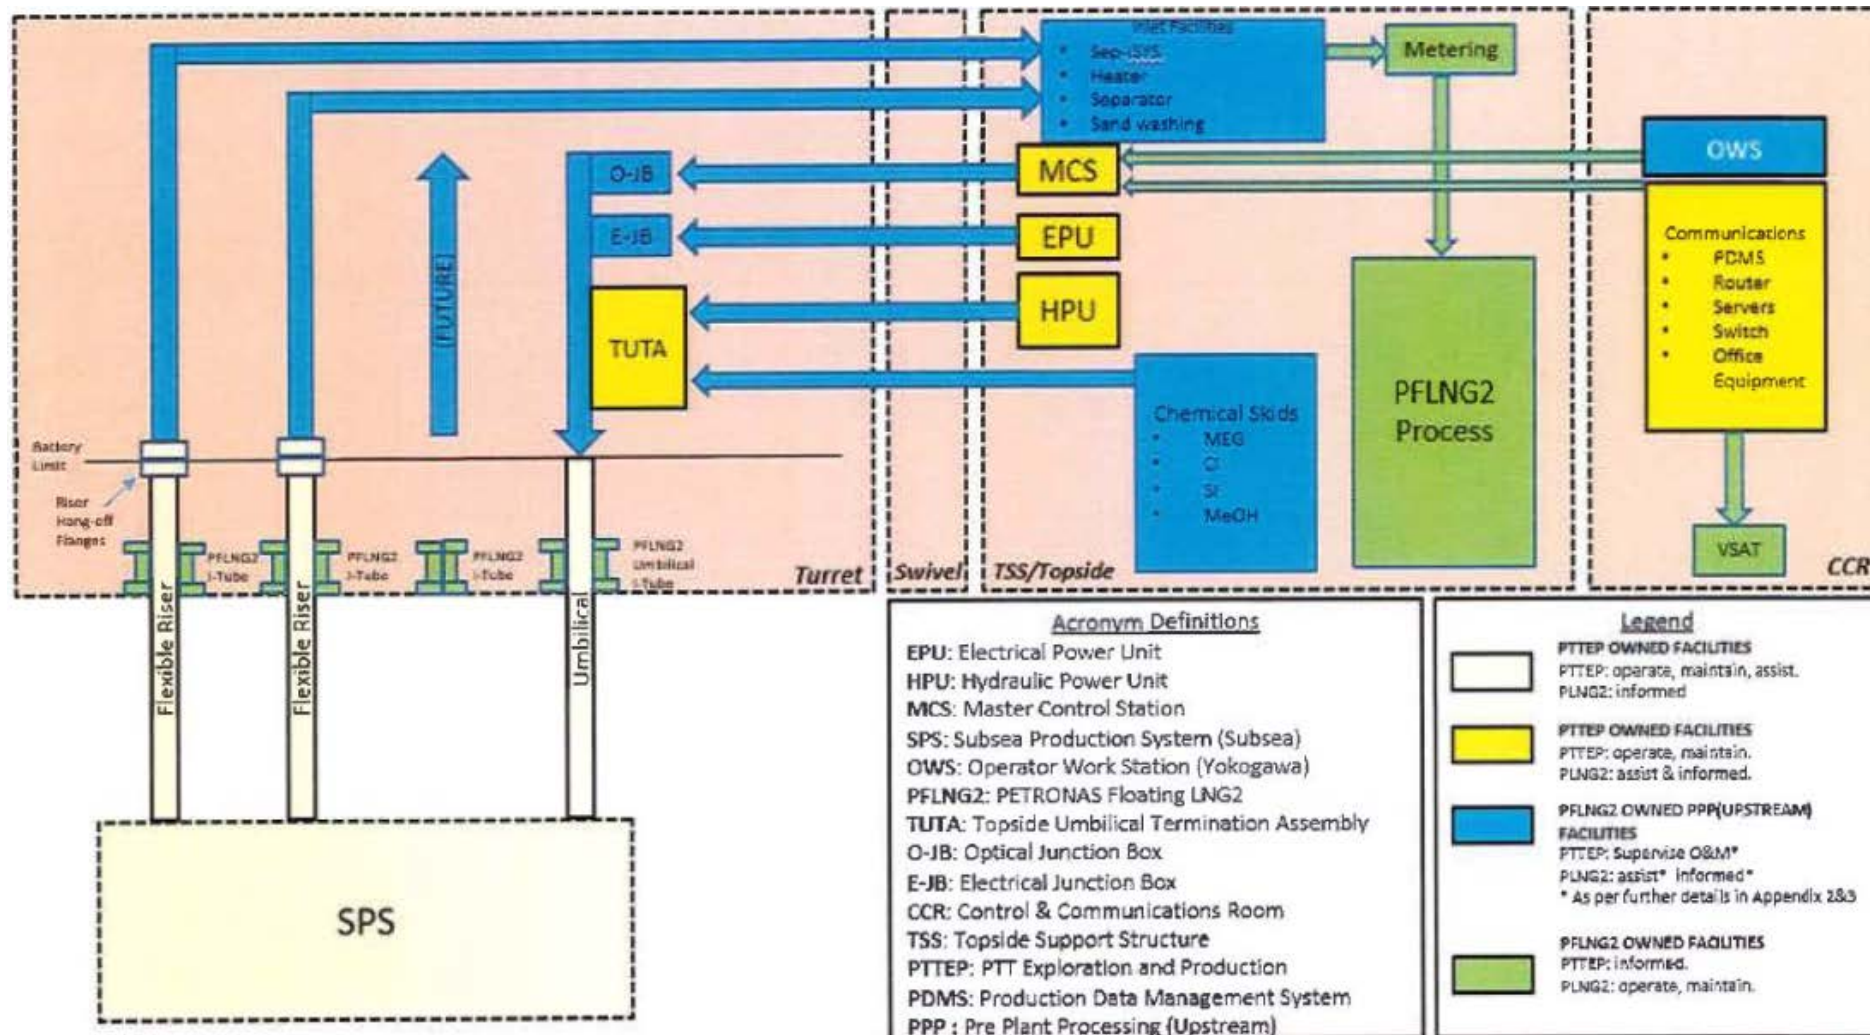 Inlet Facilities
• Sep-iSYS
• Heater
• Separator
• Sand washing
Metering
OWS
O-JB
MCS
E-JB
EPU
Communications
• PDMS
• Router
• Servers
• Switch
• Office
Equipment
(FUTURE)
TUTA
HPU
PFLNG2
Process
Chemical Skids
• MEG
• CI
• SI
• MeOH
VSAT
Battery
Limit
Riser
Hang-off
Flanges
PFLNG2
I-Tube
PFLNG2
I-Tube
PFLNG2
I-Tube
PFLNG2
Umbilical
I-Tube
Turret
Swivel
TSS/Topside
CCR
Flexible Riser
Flexible Riser
Umbilical
SPS
Acronym Definitions
EPU: Electrical Power Unit
HPU: Hydraulic Power Unit
MCS: Master Control Station
SPS: Subsea Production System (Subsea)
OWS: Operator Work Station (Yokogawa)
PFLNG2: PETRONAS Floating LNG2
TUTA: Topside Umbilical Termination Assembly
O-JB: Optical Junction Box
E-JB: Electrical Junction Box
CCR: Control & Communications Room
TSS: Topside Support Structure
PTTEP: PTT Exploration and Production
PDMS: Production Data Management System
PPP : Pre Plant Processing (Upstream)
Legend
PTTEP OWNED FACILITIES
PTTEP: operate, maintain, assist.
PLNG2: informed
PTTEP OWNED FACILITIES
PTTEP: operate, maintain.
PLNG2: assist & informed.
PFLNG2 OWNED PPP(UPSTREAM)
FACILITIES
PTTEP: Supervise O&M*
PLNG2: assist* informed*
* As per further details in Appendix 2&3
PFLNG2 OWNED FACILITIES
PTTEP: informed.
PLNG2: operate, maintain.